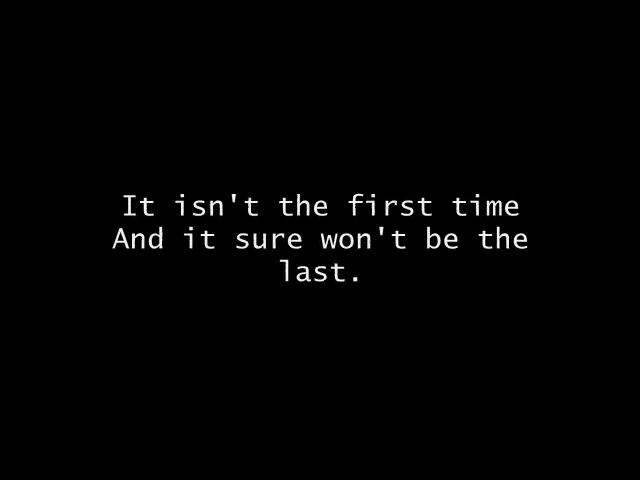 It isn't the first time
And it sure won't be the
last.